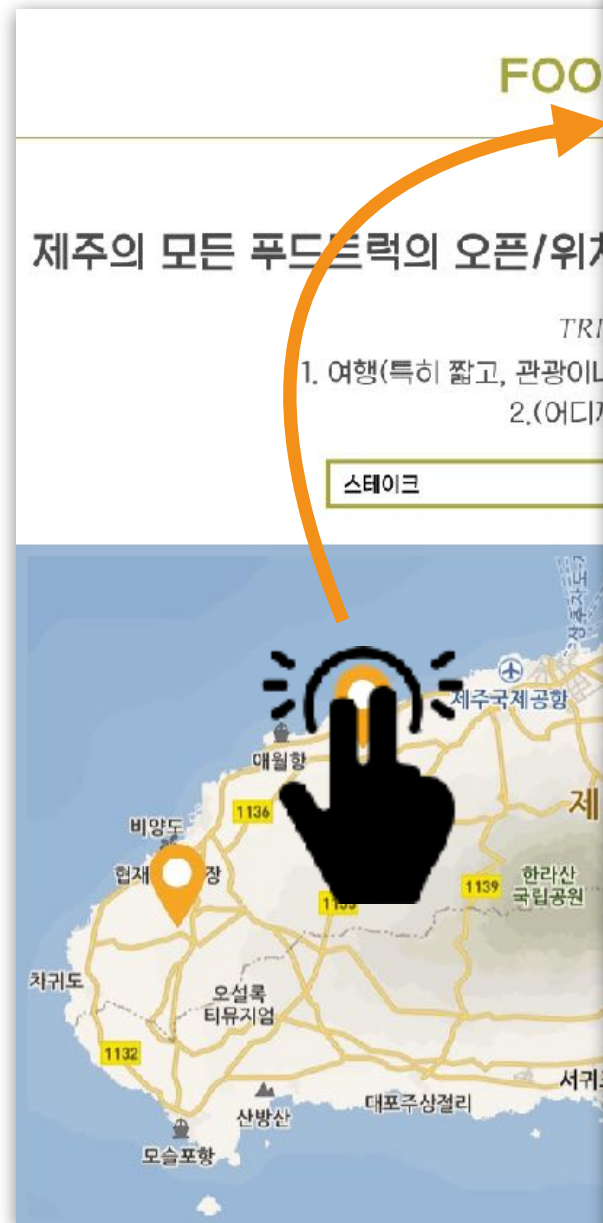 FOO
제주의 모든 푸드트럭의 오픈/위
TRI
1. 여행(특히 짧고, 관광이
2.(어디
스테이크
제주국제공항
애월항
1136
제
비양도
협재
장
1139
한라산
국립공원
차귀도
오설록
티뮤지엄
1132
서귀
대포주상절리
산방산
모슬포항